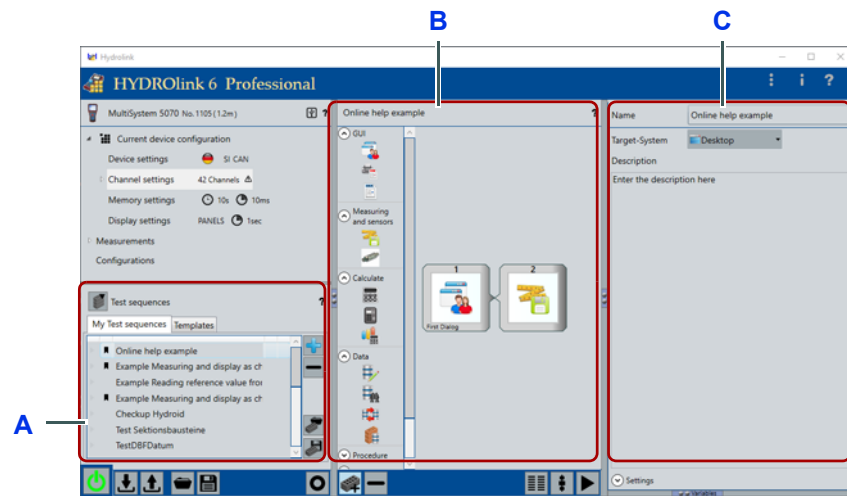 B
C
A
Hydrolink
HYDROlink 6 Professional
i ?
MultiSystem 5070 No. 1105 (1.2m) ?
Current device configuration
Device settings SI CAN
Channel settings 42 Channels
Memory settings 10s 10ms
Display settings PANELS 1sec
Measurements
Configurations
Test sequences ?
My Test sequences Templates
Online help example
Example Measuring and display as ch
Example Reading reference value fror
Example Measuring and display as ch
Checkup Hydroid
Test Sektionsbausteine
TestDBFDatum
Online help example ?
GUI
Measuring
and sensors
Calculate
Data
Procedure
1
First Dialog
2
Name Online help example
Target-System Desktop
Description
Enter the description here
Settings
Variables